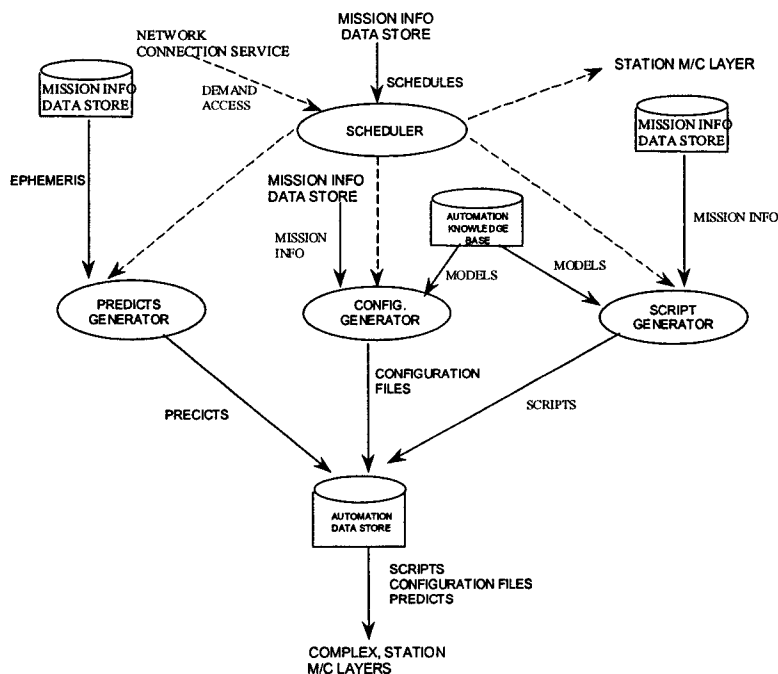 MISSION INFO
DATA STORE
NETWORK
CONNECTION SERVICE
STATION M/C LAYER
MISSION INFO
DATA STORE
DEMAND
ACCESS
SCHEDULES
SCHEDULER
MISSION INFO
DATA STORE
EPHEMERIS
MISSION INFO
DATA STORE
AUTOMATION
KNOWLEDGE
BASE
MISSION INFO
MISSION
INFO
MODELS
MODELS
PREDICTS
GENERATOR
CONFIG.
GENERATOR
SCRIPT
GENERATOR
CONFIGURATION
FILES
PRECICTS
SCRIPTS
AUTOMATION
DATA STORE
SCRIPTS
CONFIGURATION FILES
PREDICTS
COMPLEX, STATION
M/C LAYERS